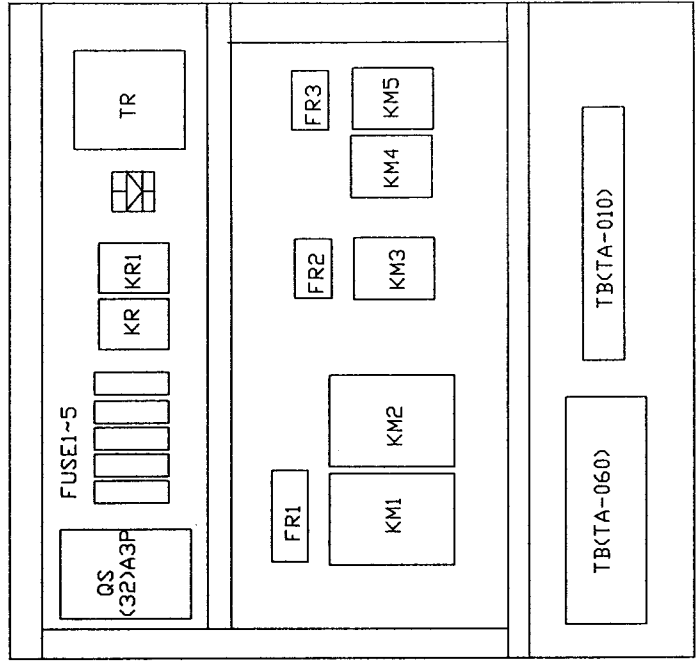 QS
(32)A3P
FUSE1~5
KR
KR1
TR
FR1
FR2
FR3
KM1
KM2
KM3
KM4
KM5
TB(TA-060)
TB(TA-010)